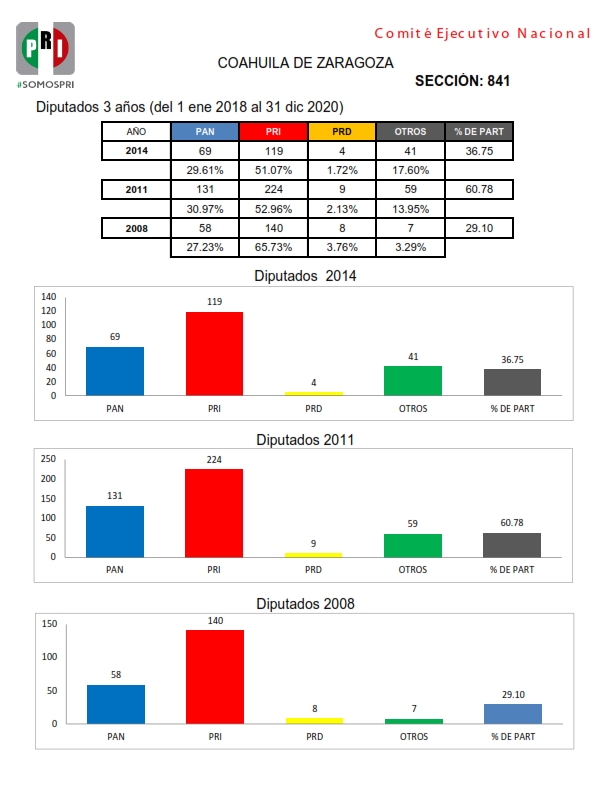 PRI
#SOMOSPRI
Comité Ejecutivo Nacional
COAHUILA DE ZARAGOZA
SECCIÓN: 841
Diputados 3 años (del 1 ene 2018 al 31 dic 2020)
AÑO PAN PRI PRD OTROS % DE PART
2014 69 119 4 41 36.75
29.61% 51.07% 1.72% 17.60%
2011 131 224 9 59 60.78
30.97% 52.96% 2.13% 13.95%
2008 58 140 8 7 29.10
27.23% 65.73% 3.76% 3.29%
Diputados 2014
140
120
100
80
60
40
20
0
69 119 4 41 36.75
PAN PRI PRD OTROS % DE PART
Diputados 2011
250
200
150
100
50
0
131 224 9 59 60.78
PAN PRI PRD OTROS % DE PART
Diputados 2008
150
100
50
0
58 140 8 7 29.10
PAN PRI PRD OTROS % DE PART